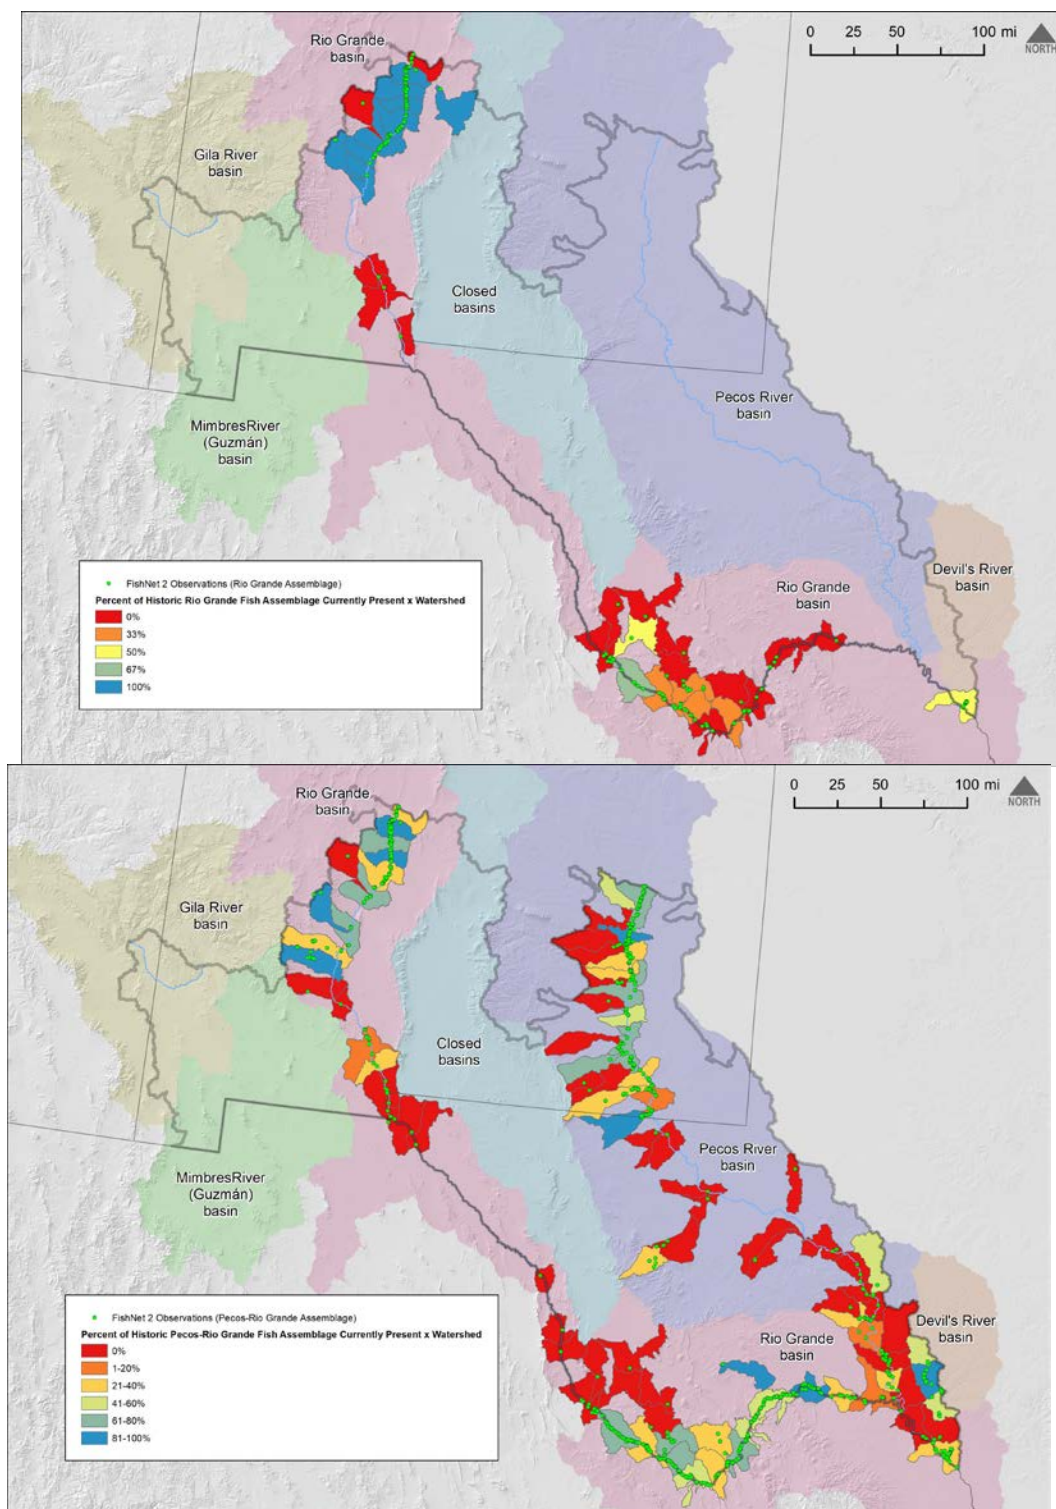 Rio Grande
basin
0 25 50 100 mi
NORTH
Gila River
basin
Closed
basins
Pecos River
basin
MimbresRiver
(Guzmán)
basin
Devil's River
basin
Rio Grande
basin
FishNet 2 Observations (Rio Grande Assemblage)
Percent of Historic Rio Grande Fish Assemblage Currently Present x Watershed
0%
33%
50%
67%
100%
Rio Grande
basin
0 25 50 100 mi
NORTH
Gila River
basin
Closed
basins
Pecos River
basin
MimbresRiver
(Guzmán)
basin
Devil's River
basin
Rio Grande
basin
FishNet 2 Observations (Pecos-Rio Grande Assemblage)
Percent of Historic Pecos-Rio Grande Fish Assemblage Currently Present x Watershed
0%
1-20%
21-40%
41-60%
61-80%
81-100%